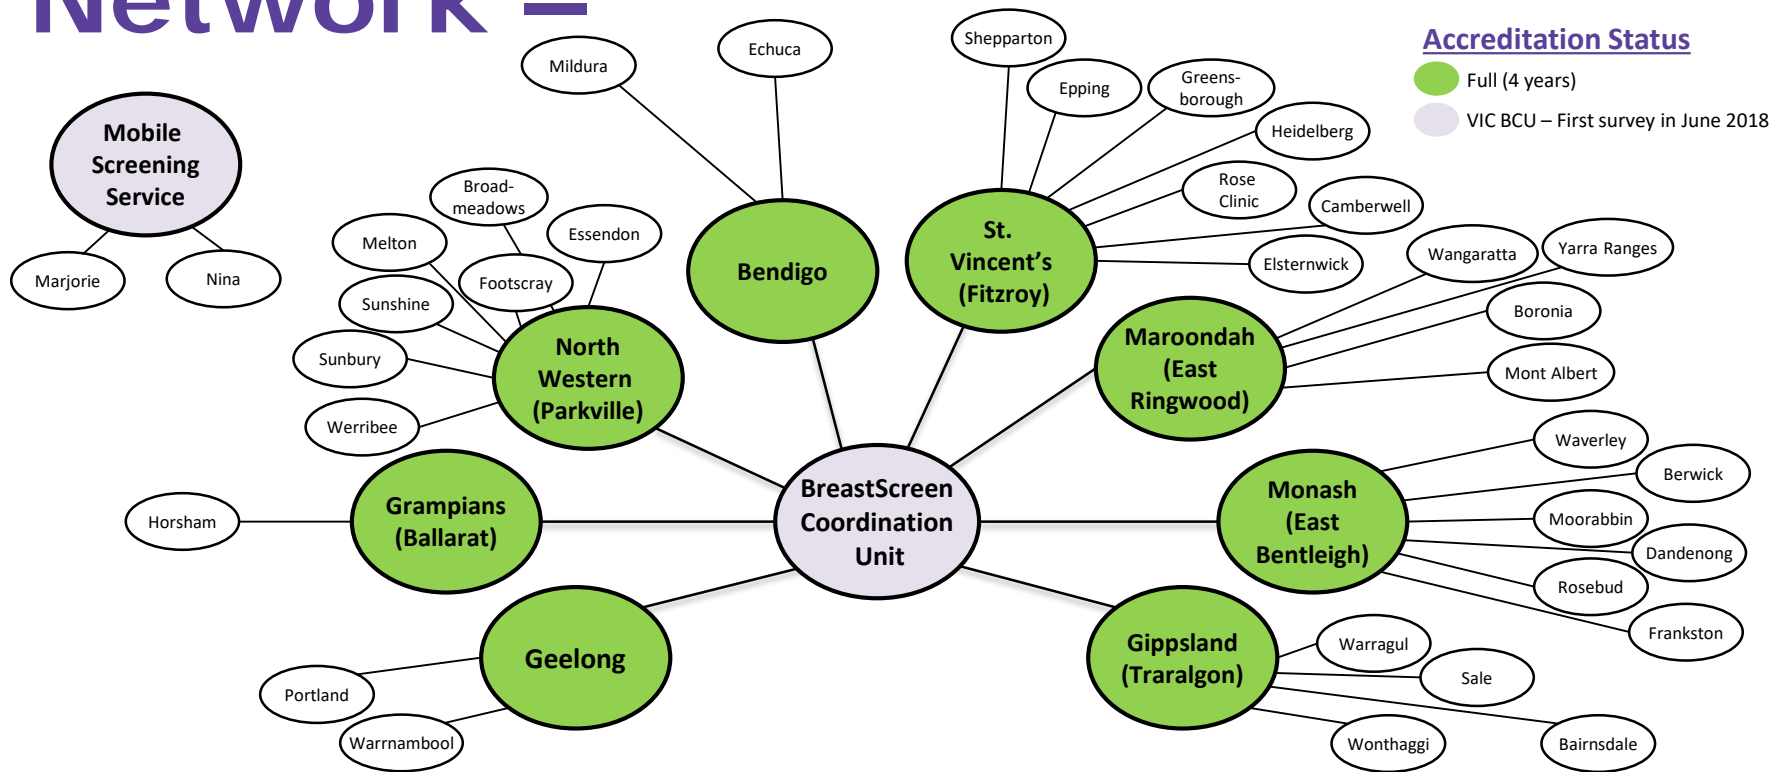 Network –
Accreditation Status
Full (4 years)
VIC BCU – First survey in June 2018
Mobile
Screening
Service
Marjorie
Nina
Mildura
Echuca
Bendigo
Shepparton
Epping
Greens-
borough
Heidelberg
Rose
Clinic
Camberwell
Elsternwick
St.
Vincent’s
(Fitzroy)
Broad-
meadows
Essendon
Melton
Footscray
Sunshine
Sunbury
Werribee
North
Western
(Parkville)
Wangaratta
Yarra Ranges
Boronia
Mont Albert
Maroondah
(East
Ringwood)
Horsham
Grampians
(Ballarat)
BreastScreen
Coordination
Unit
Monash
(East
Bentleigh)
Waverley
Berwick
Moorabbin
Dandenong
Rosebud
Frankston
Geelong
Portland
Warrnambool
Gippsland
(Traralgon)
Warragul
Sale
Wonthaggi
Bairnsdale